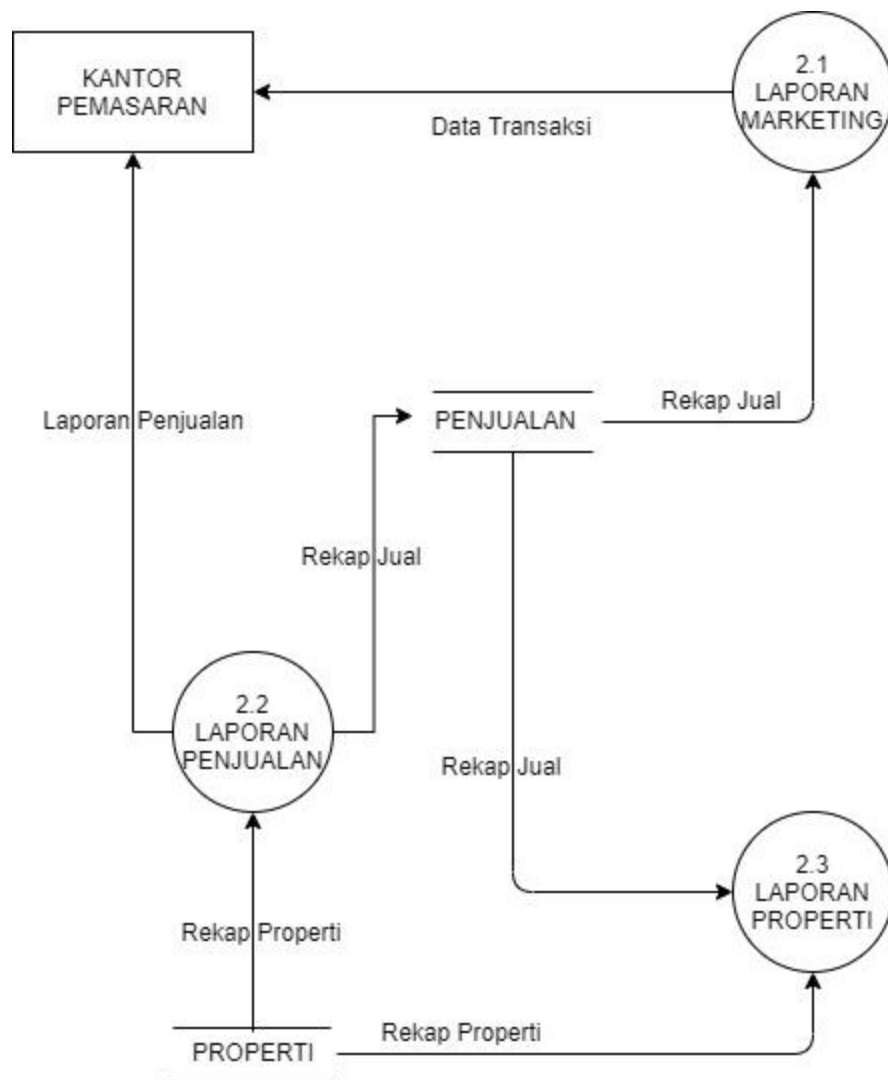 KANTOR
PEMASARAN
2.1
LAPORAN
MARKETING
Data Transaksi
Rekap Jual
Laporan Penjualan
PENJUALAN
Rekap Jual
2.2
LAPORAN
PENJUALAN
Rekap Jual
2.3
LAPORAN
PROPERTI
Rekap Properti
Rekap Properti
PROPERTI